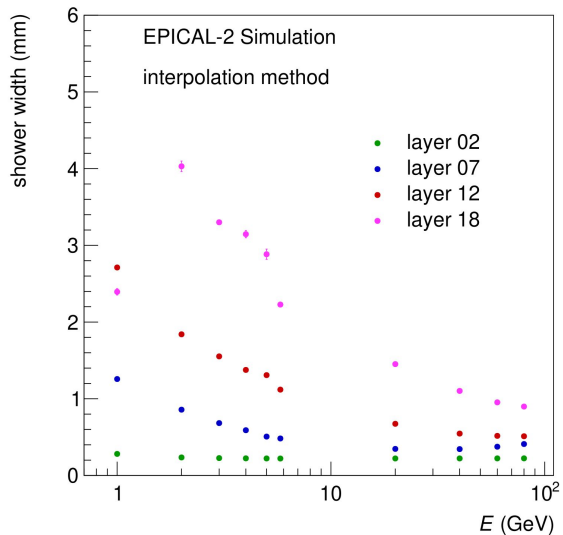 EPICAL-2 Simulation
interpolation method
shower width (mm)
6
5
4
3
2
1
0
layer 02
layer 07
layer 12
layer 18
1
10
10²
E (GeV)